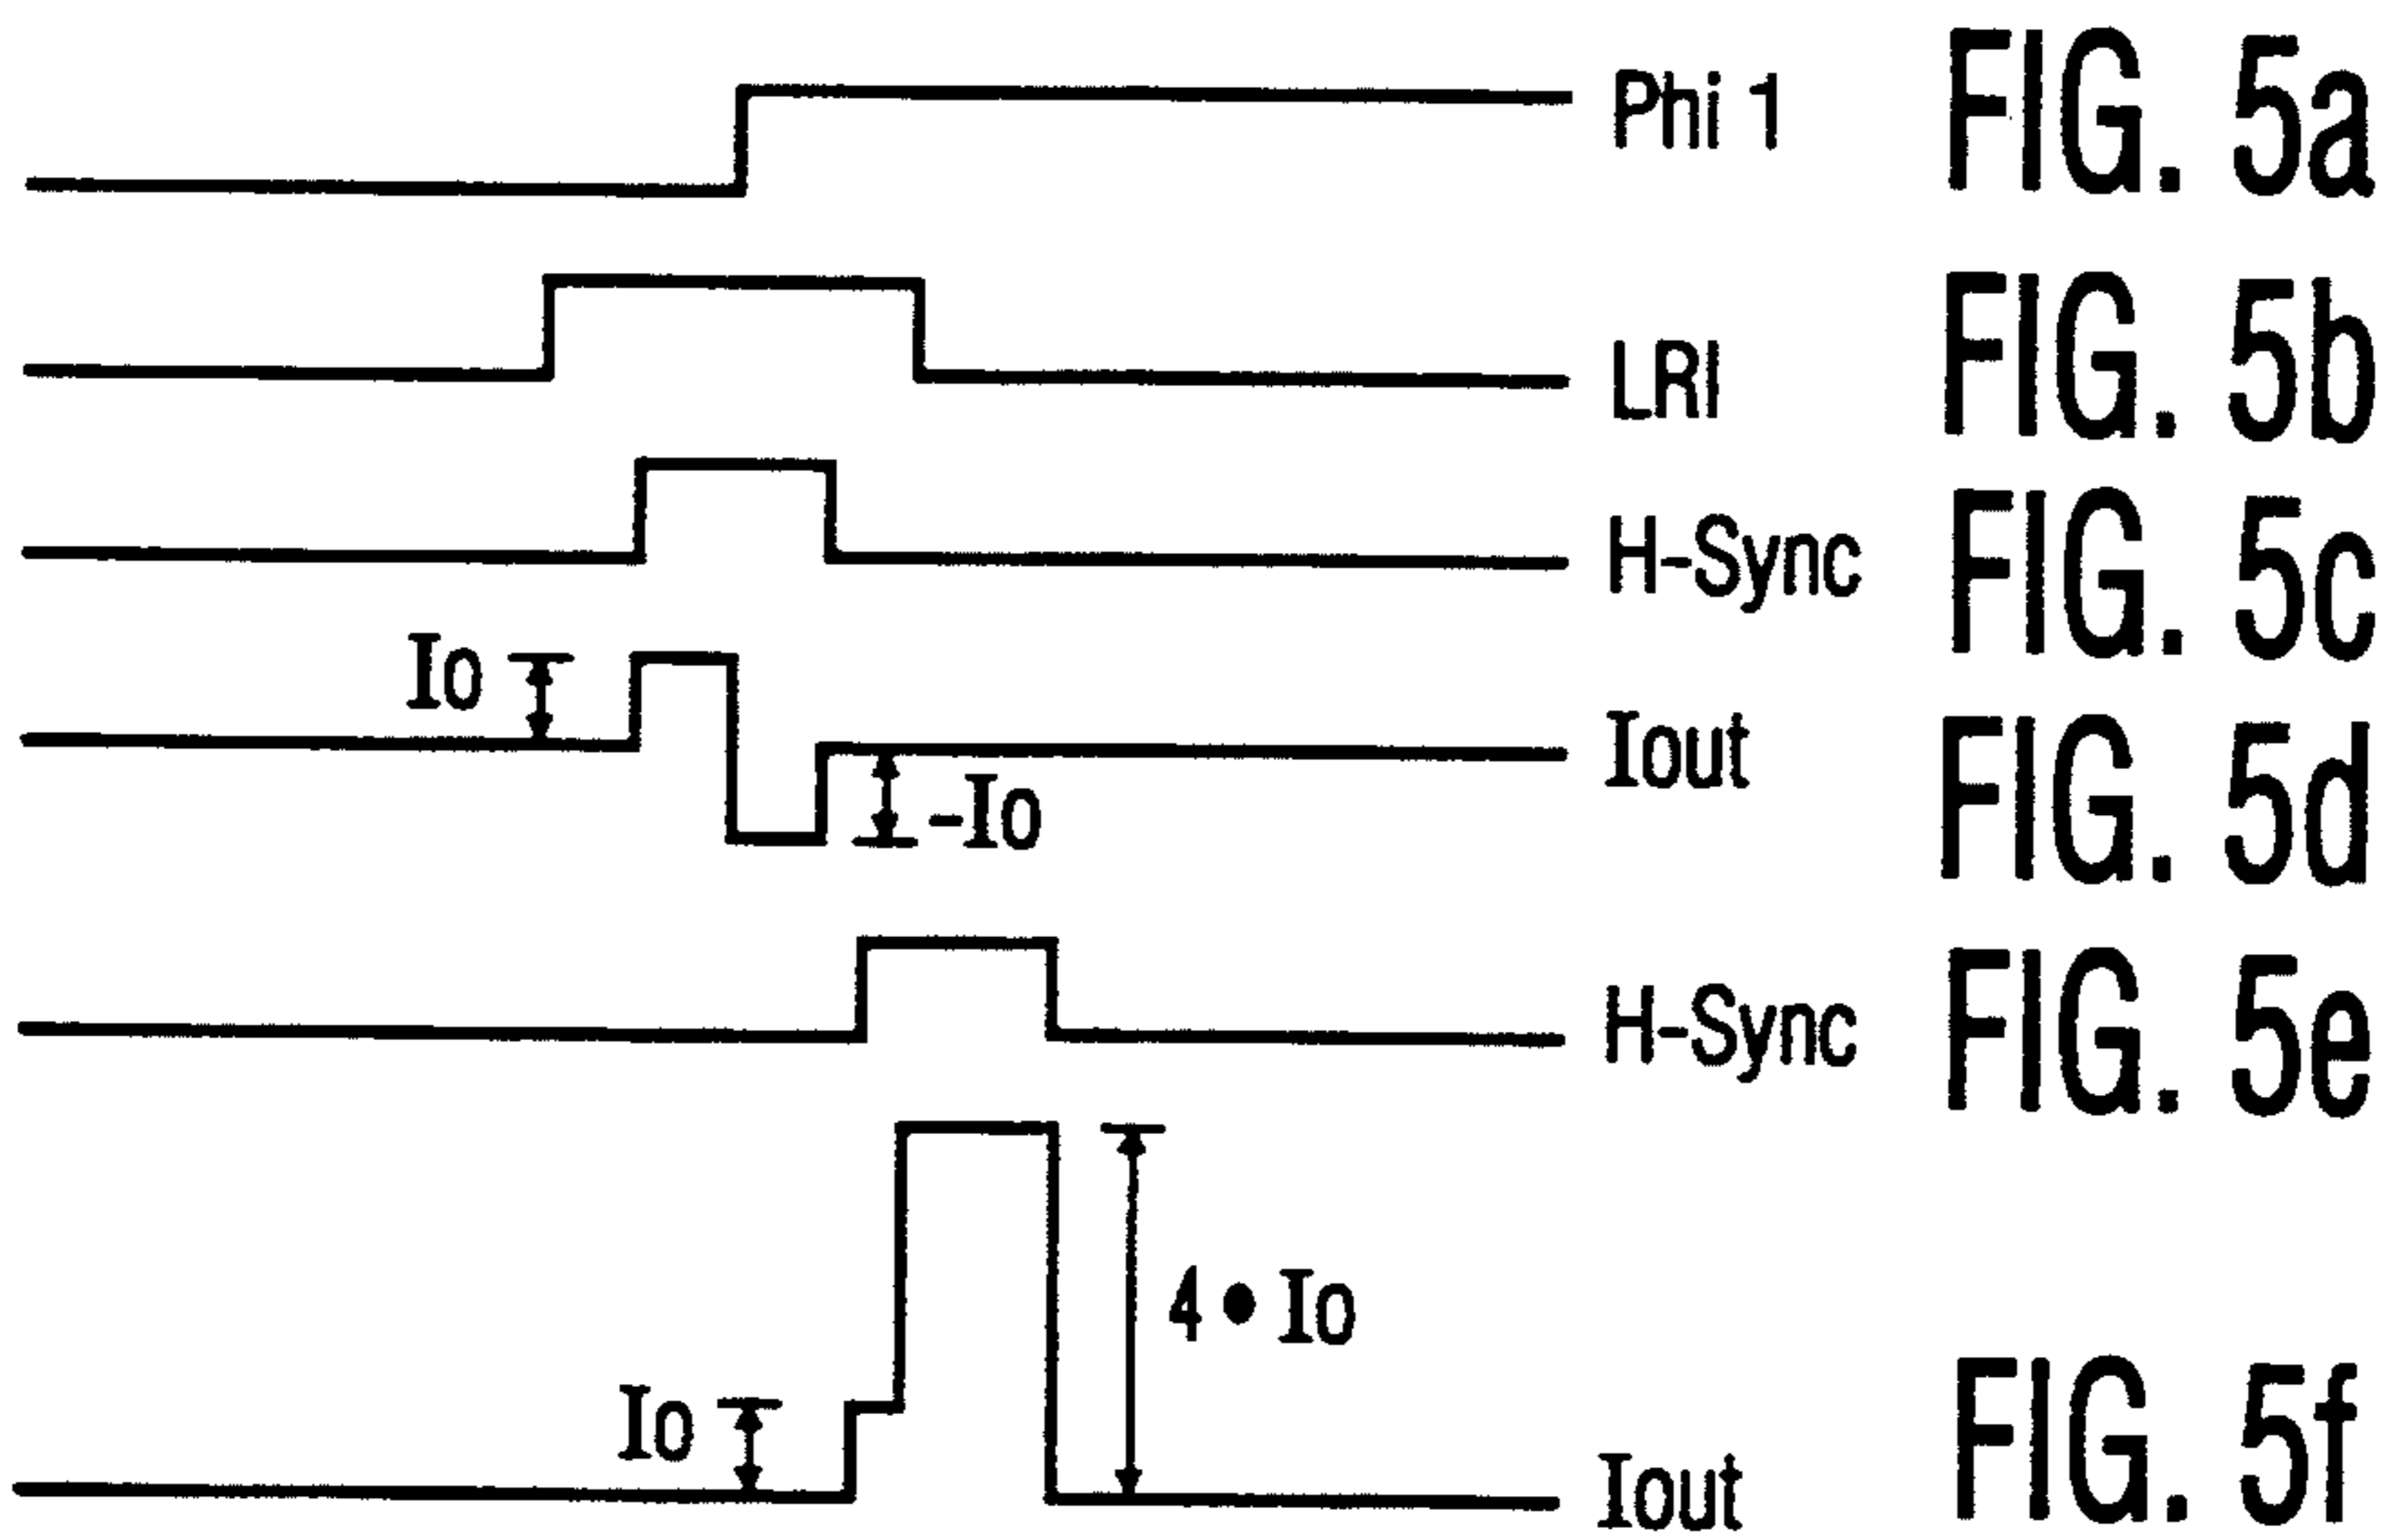 Phi 1 FIG. 5a
LRI FIG. 5b
H-Sync FIG. 5c
Io
Iout FIG. 5d
-Io
H-Sync FIG. 5e
4 • Io
Io
Iout FIG. 5f